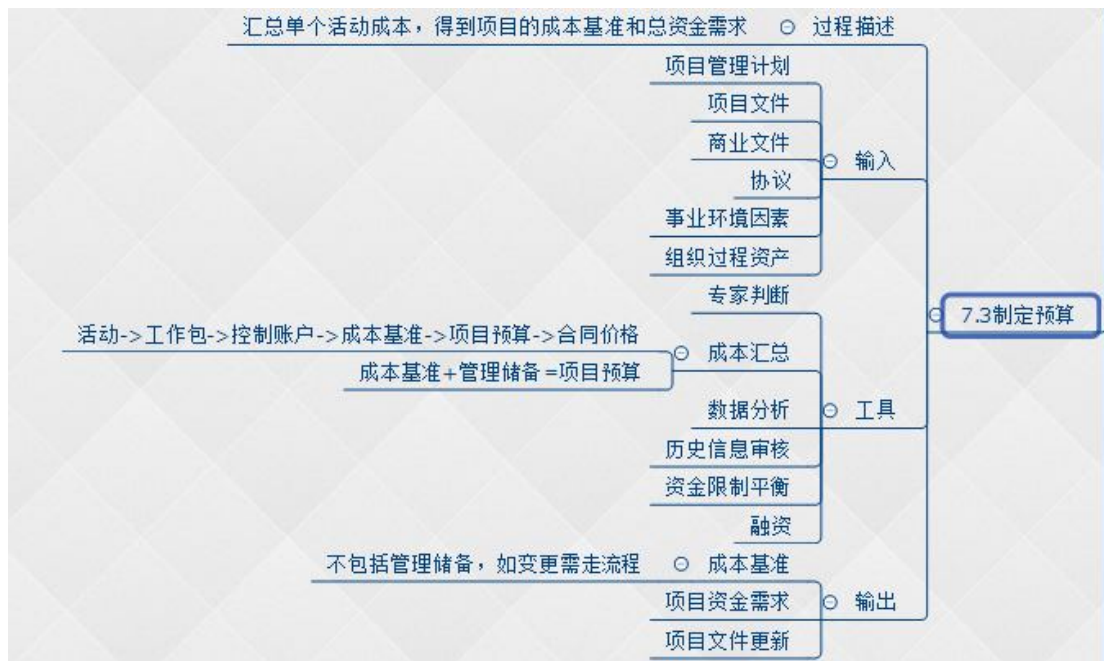 汇总单个活动成本，得到项目的成本基准和总资金需求 过程描述
项目管理计划
项目文件
商业文件
输入
协议
事业环境因素
组织过程资产
专家判断
7.3制定预算
活动->工作包->控制账户->成本基准->项目预算->合同价格
成本汇总
成本基准+管理储备=项目预算
数据分析 工具
历史信息审核
资金限制平衡
融资
不包括管理储备，如变更需走流程 成本基准
项目资金需求 输出
项目文件更新